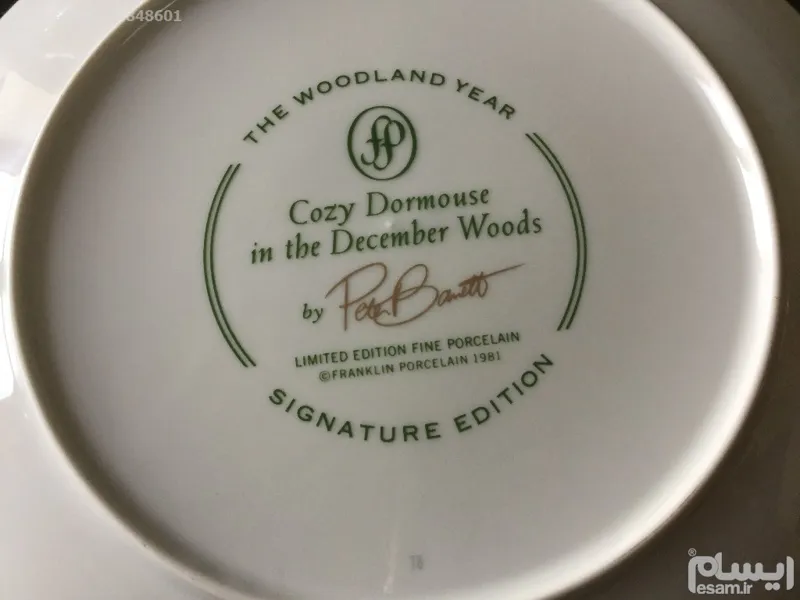 848601
THE WOODLAND YEAR
fp
Cozy Dormouse
in the December Woods
by Peter Barrett
LIMITED EDITION FINE PORCELAIN
©FRANKLIN PORCELAIN 1981
SIGNATURE EDITION
ایسام®
esam.ir